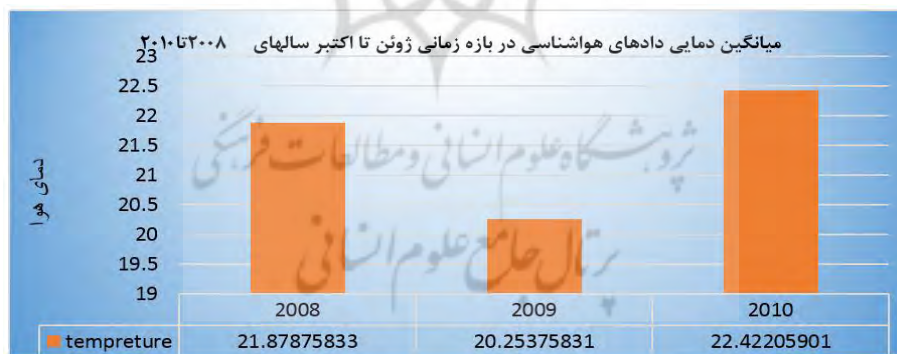 میانگین دمایی دادهای هواشناسی در بازه زمانی ژوئن تا اکتبر سالهای ۲۰۰۸تا۲۰۱۰
23
22.5
22
21.5
21
20.5
20
19.5
19
دمای هوا
پژوهشگاه علوم انسانی و مطالعات فرهنگی
پرتال جامع علوم انسانی
2008 2009 2010
tempreture 21.87875833 20.25375831 22.42205901